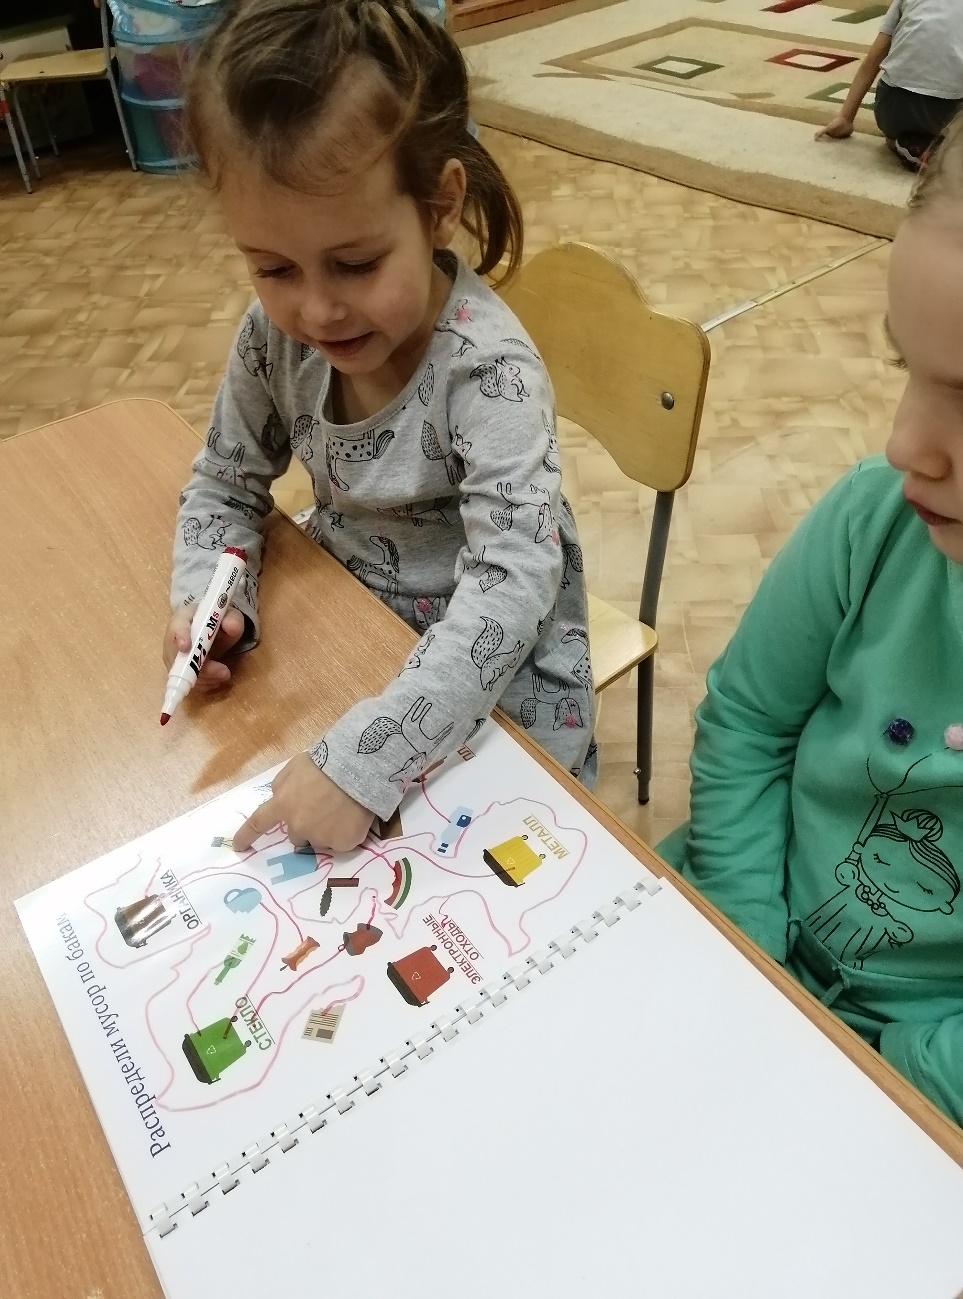 Распредели мусор по бакам
ОРГАНИКА
СТЕКЛО
ЭЛЕКТРОННЫЕ
ОТХОДЫ
МЕТАЛЛ